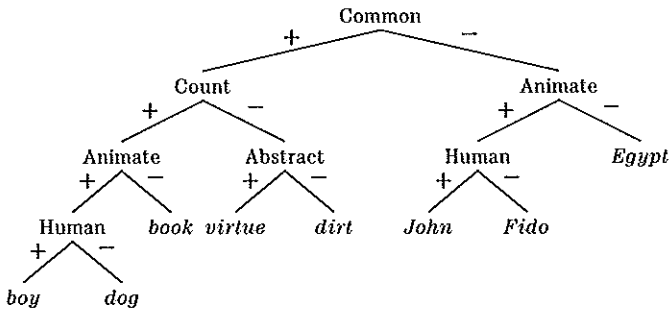 Common
+ −
Count Animate
+ − + −
Animate Abstract Human Egypt
+ − + − + −
Human book virtue dirt John Fido
+ −
boy dog